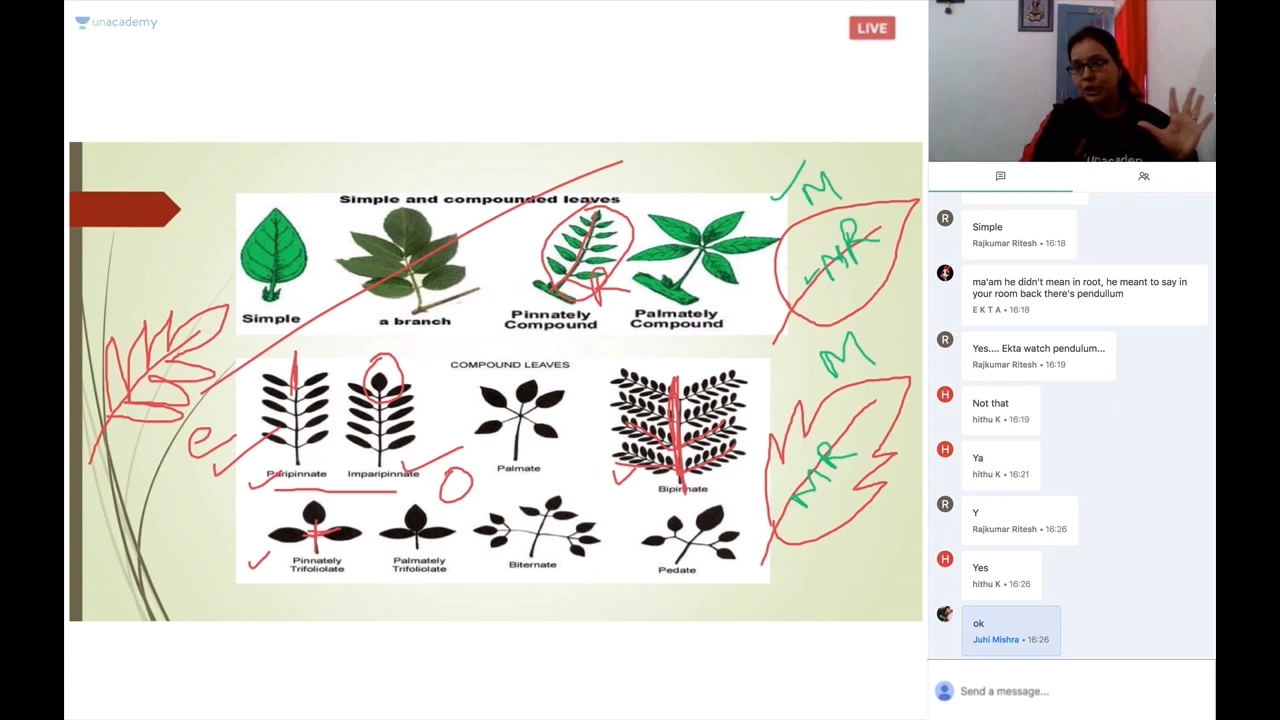 unacademy
LIVE
Simple and compounded leaves
Simple
a branch
Pinnately
Compound
Palmately
Compound
R
M
MR
M
MR
COMPOUND LEAVES
e
Paripinnate
Imparipinnate
Palmate
Bipinnate
O
Pinnately
Trifoliolate
Palmately
Trifoliolate
Biternate
Pedate
unacadem
R
Simple
Rajkumar Ritesh • 16:18
ma'am he didn't mean in root, he meant to say in
your room back there's pendullum
E K T A • 16:18
R
Yes.... Ekta watch pendulum...
Rajkumar Ritesh • 16:19
H
Not that
hithu K • 16:19
H
Ya
hithu K • 16:21
R
Y
Rajkumar Ritesh • 16:26
H
Yes
hithu K • 16:26
ok
Juhi Mishra • 16:26
Send a message...